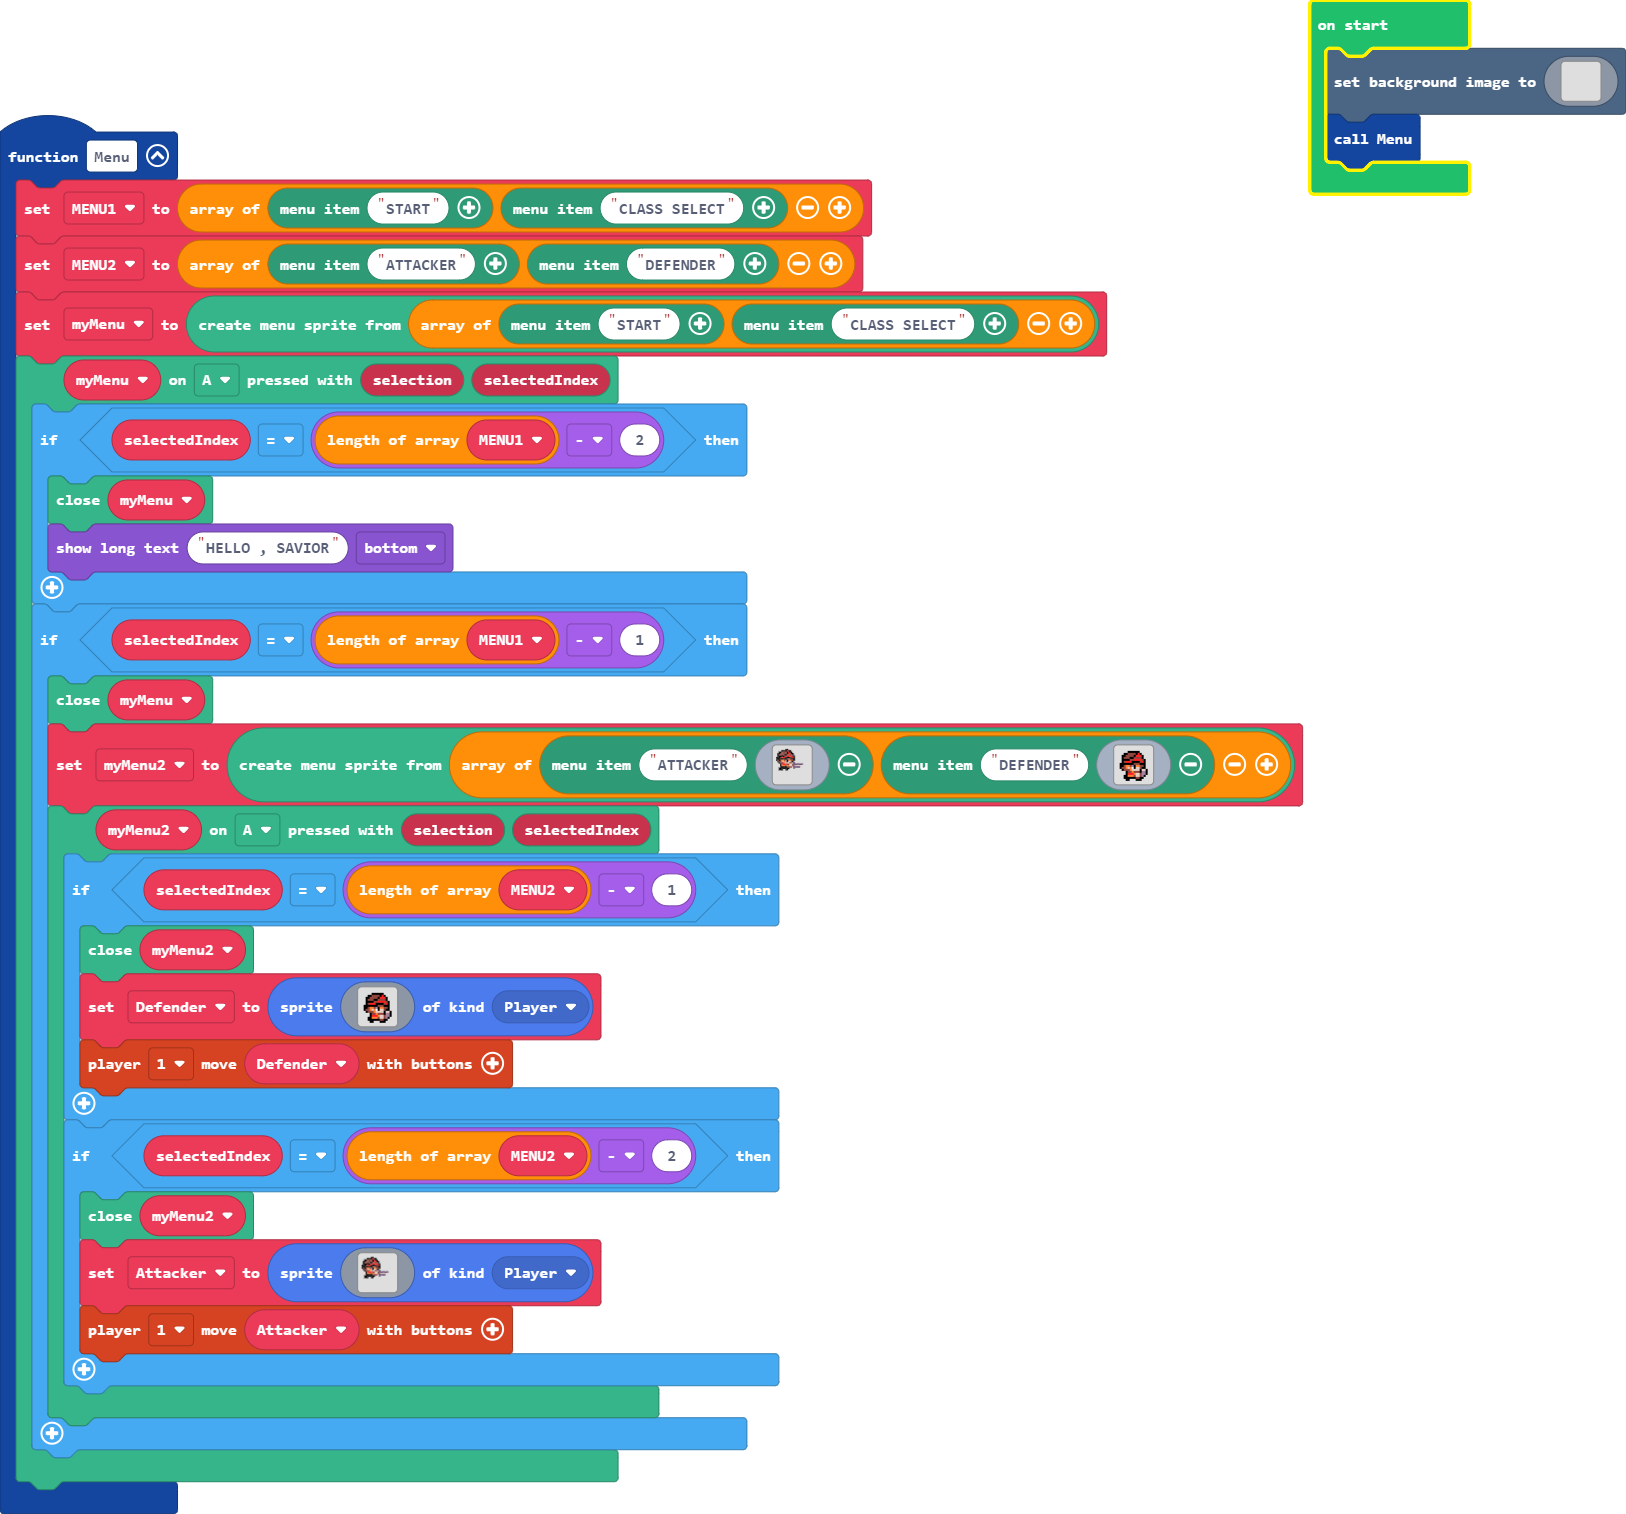 on start
set background image to
call Menu
function Menu
set MENU1 to array of menu item "START" menu item "CLASS SELECT"
set MENU2 to array of menu item "ATTACKER" menu item "DEFENDER"
set myMenu to create menu sprite from array of menu item "START" menu item "CLASS SELECT"
myMenu on A pressed with selection selectedIndex
if selectedIndex = length of array MENU1 - 2 then
close myMenu
show long text "HELLO , SAVIOR" bottom
if selectedIndex = length of array MENU1 - 1 then
close myMenu
set myMenu2 to create menu sprite from array of menu item "ATTACKER" menu item "DEFENDER"
myMenu2 on A pressed with selection selectedIndex
if selectedIndex = length of array MENU2 - 1 then
close myMenu2
set Defender to sprite of kind Player
player 1 move Defender with buttons
if selectedIndex = length of array MENU2 - 2 then
close myMenu2
set Attacker to sprite of kind Player
player 1 move Attacker with buttons